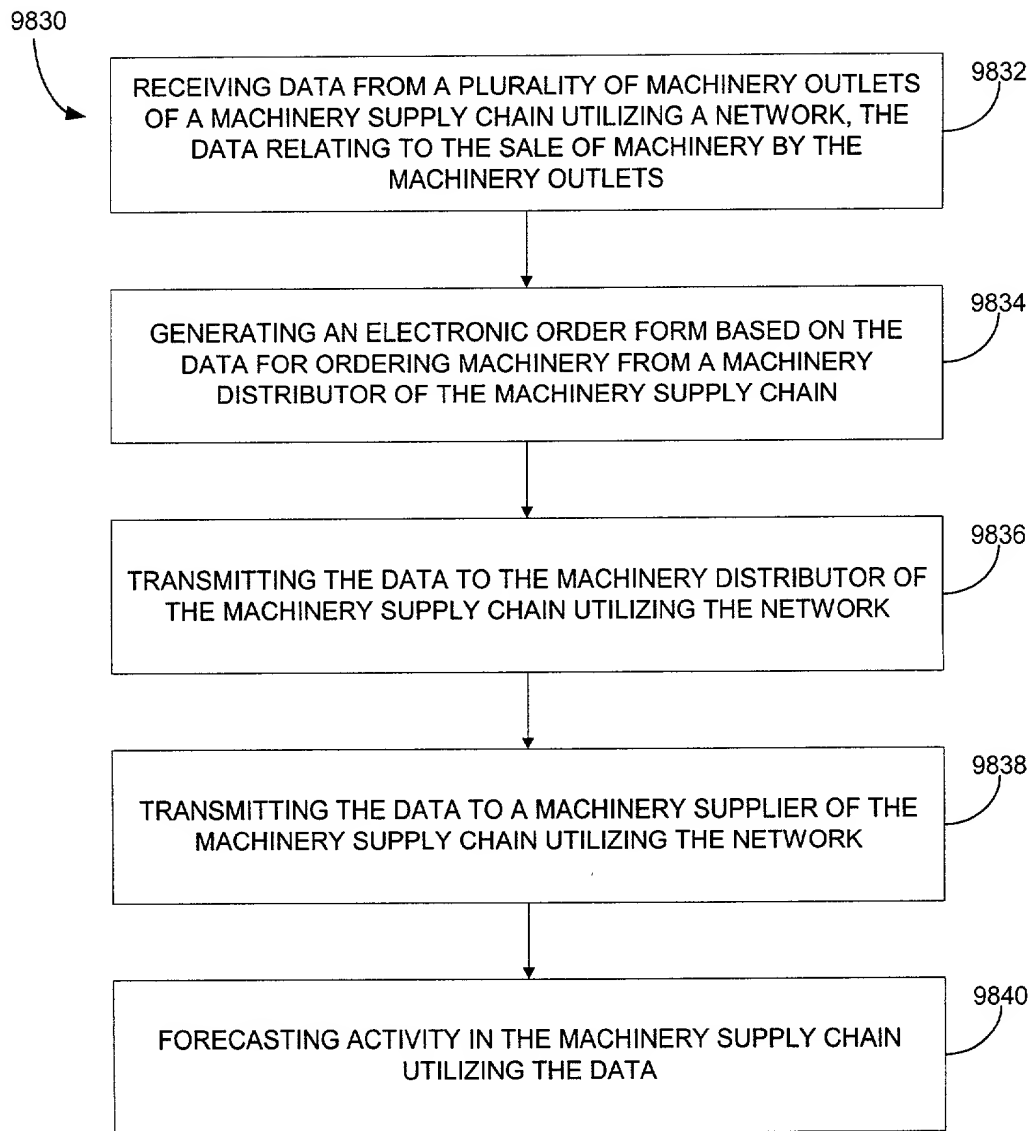 9830
RECEIVING DATA FROM A PLURALITY OF MACHINERY OUTLETS
OF A MACHINERY SUPPLY CHAIN UTILIZING A NETWORK, THE
DATA RELATING TO THE SALE OF MACHINERY BY THE
MACHINERY OUTLETS
9832
GENERATING AN ELECTRONIC ORDER FORM BASED ON THE
DATA FOR ORDERING MACHINERY FROM A MACHINERY
DISTRIBUTOR OF THE MACHINERY SUPPLY CHAIN
9834
TRANSMITTING THE DATA TO THE MACHINERY DISTRIBUTOR OF
THE MACHINERY SUPPLY CHAIN UTILIZING THE NETWORK
9836
TRANSMITTING THE DATA TO A MACHINERY SUPPLIER OF THE
MACHINERY SUPPLY CHAIN UTILIZING THE NETWORK
9838
FORECASTING ACTIVITY IN THE MACHINERY SUPPLY CHAIN
UTILIZING THE DATA
9840